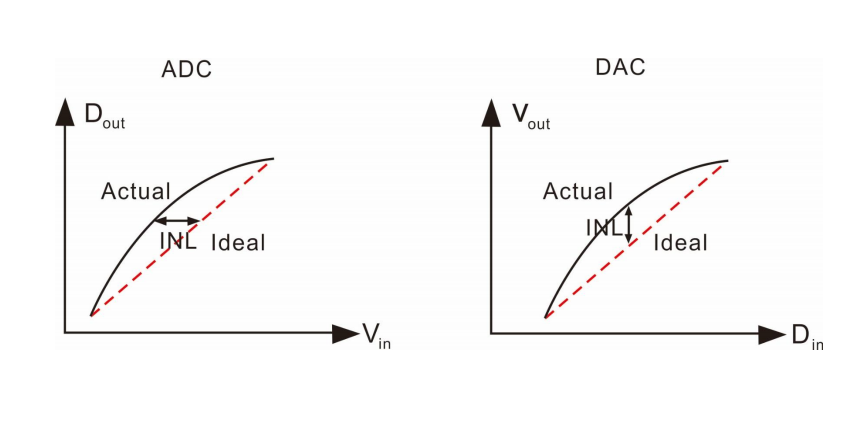 ADC
Dout
Actual
INL Ideal
Vin
DAC
Vout
Actual
INL
Ideal
Din